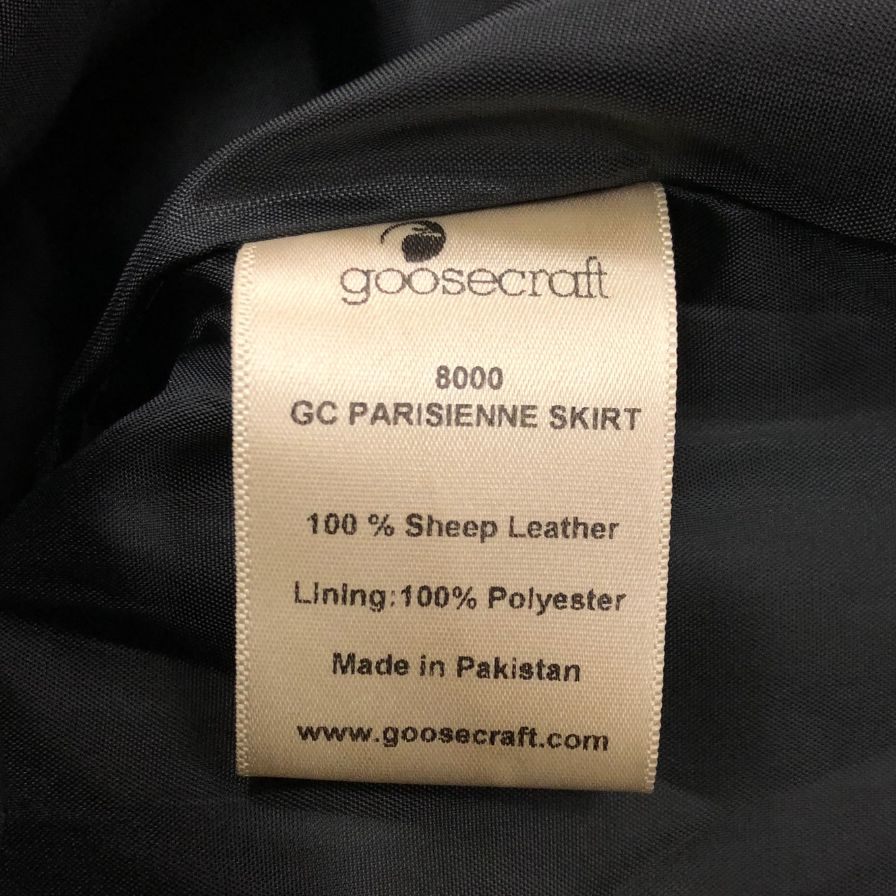 goosecraft
8000
GC PARISIENNE SKIRT
100 % Sheep Leather
Lining:100% Polyester
Made in Pakistan
www.goosecraft.com